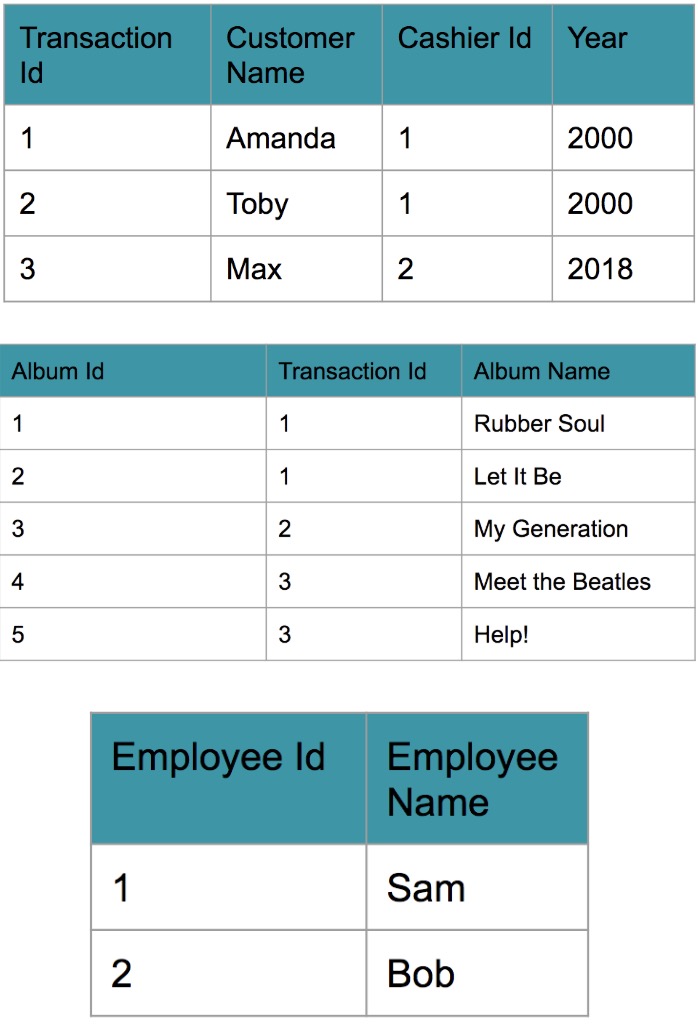 Transaction Id Customer Name Cashier Id Year
1 Amanda 1 2000
2 Toby 1 2000
3 Max 2 2018
Album Id Transaction Id Album Name
1 1 Rubber Soul
2 1 Let It Be
3 2 My Generation
4 3 Meet the Beatles
5 3 Help!
Employee Id Employee Name
1 Sam
2 Bob